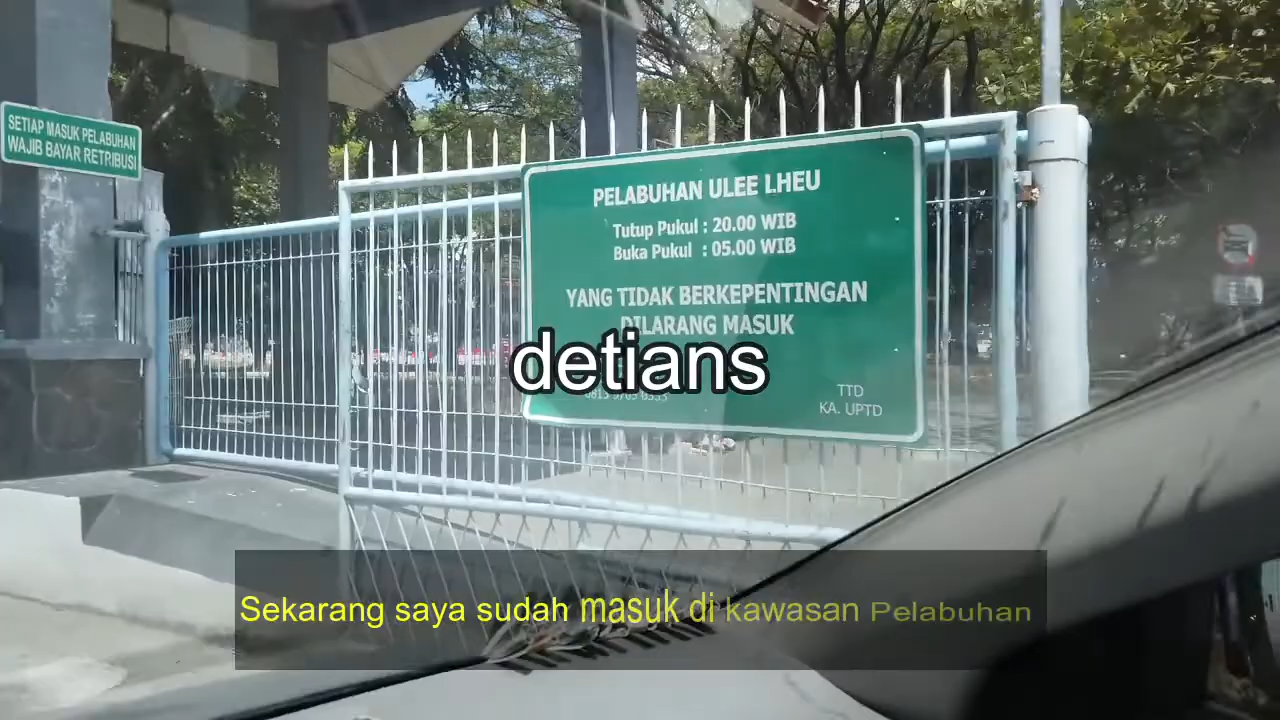 SETIAP MASUK PELABUHAN
WAJIB BAYAR RETRIBUSI
PELABUHAN ULEE LHEU
Tutup Pukul : 20.00 WIB
Buka Pukul : 05.00 WIB
YANG TIDAK BERKEPENTINGAN
DILARANG MASUK
detians
TTD
KA. UPTD
Sekarang saya sudah masuk di kawasan Pelabuhan